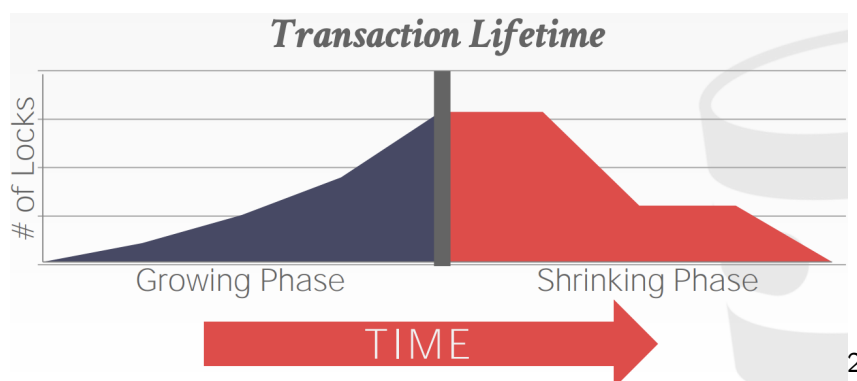 Transaction Lifetime
# of Locks
Growing Phase
Shrinking Phase
TIME
2